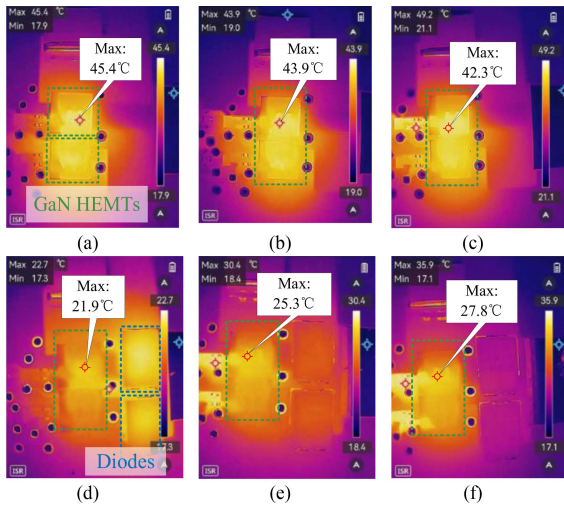 Max 45.4 ℃
Min 17.9
45.4
Max:
45.4℃
17.9
GaN HEMTs
ISR
(a)
Max 43.9 ℃
Min 19.0
43.9
Max:
43.9℃
19.0
ISR
(b)
Max 49.2 ℃
Min 21.1
49.2
Max:
42.3℃
21.1
ISR
(c)
Max 22.7 ℃
Min 17.3
22.7
Max:
21.9℃
17.3
Diodes
ISR
(d)
Max 30.4 ℃
Min 18.4
30.4
Max:
25.3℃
18.4
ISR
(e)
Max 35.9 ℃
Min 17.1
35.9
Max:
27.8℃
17.1
ISR
(f)